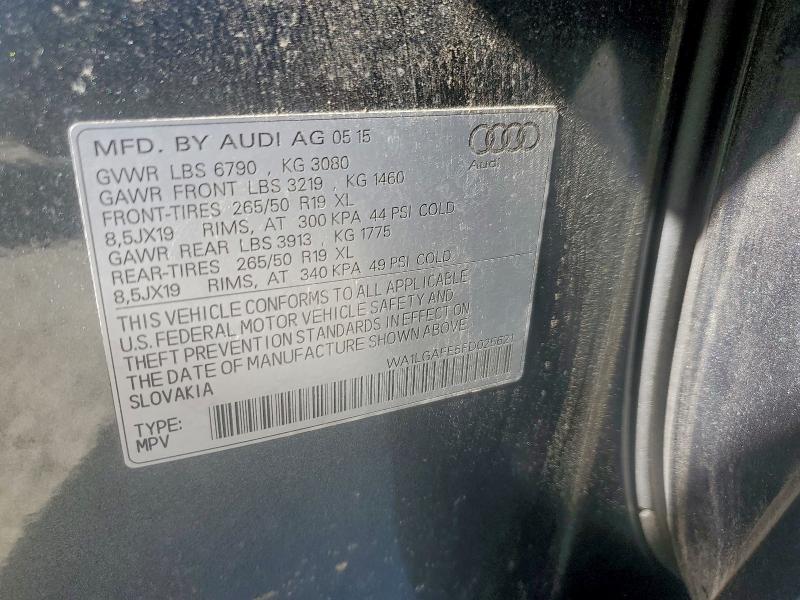 MFD. BY AUDI AG 05 15
Audi
GVWR LBS 6790 , KG 3080
GAWR FRONT LBS 3219 , KG 1460
FRONT-TIRES 265/50 R19 XL
8,5JX19 RIMS, AT 300 KPA 44 PSI COLD
GAWR REAR LBS 3913 , KG 1775
REAR-TIRES 265/50 R19 XL
8,5JX19 RIMS, AT 340 KPA 49 PSI COLD
THIS VEHICLE CONFORMS TO ALL APPLICABLE
U.S. FEDERAL MOTOR VEHICLE SAFETY AND
THEFT PREVENTION STANDARDS IN EFFECT ON
THE DATE OF MANUFACTURE SHOWN ABOVE.
SLOVAKIA
WA1LGAFE5FD025621
TYPE:
MPV